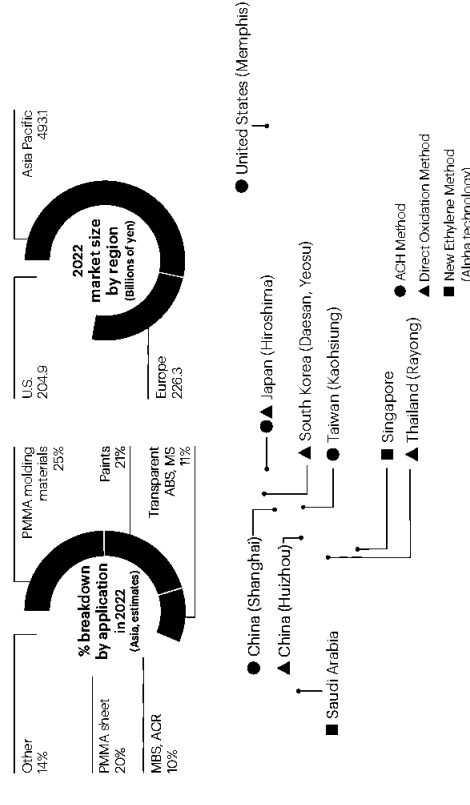 Other
14%
PMMA molding
materials
25%
PMMA sheet
20%
Paints
21%
MBS, ACR
10%
Transparent
ABS, MS
11%
% breakdown
by application
in 2022
(Asia, estimates)
U.S.
204.9
Asia Pacific
493.1
Europe
226.3
2022
market size
by region
(Billions of yen)
Saudi Arabia
China (Shanghai)
China (Huizhou)
Japan (Hiroshima)
South Korea (Daesan, Yeosu)
Taiwan (Kaohsiung)
Singapore
Thailand (Rayong)
United States (Memphis)
ACH Method
Direct Oxidation Method
New Ethylene Method
(Alpha technology)